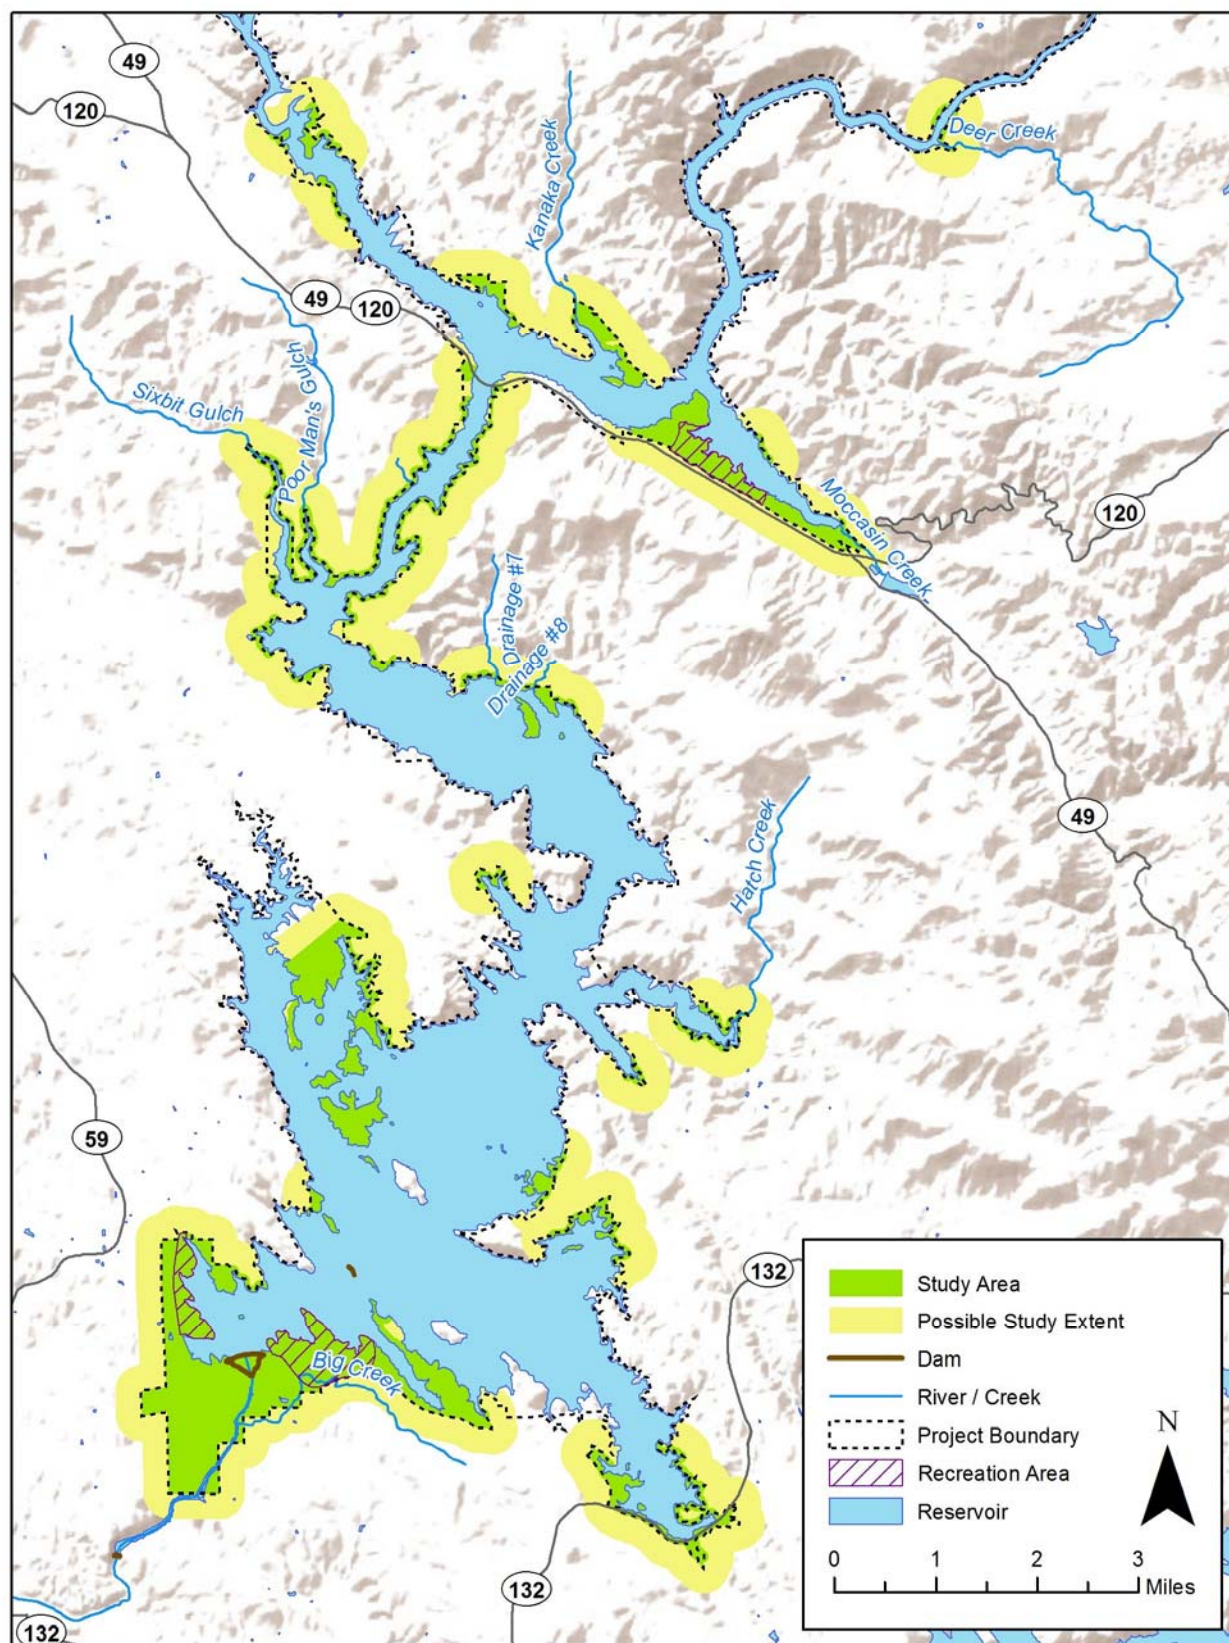 49
120
Deer Creek
Kanaka Creek
49
120
Poor Man's Gulch
Sixbit Gulch
Moccasin Creek
120
Drainage #7
Drainage #8
49
Hatch Creek
59
132
Big Creek
132
132
Study Area
Possible Study Extent
Dam
River / Creek
Project Boundary
Recreation Area
Reservoir
N
0 1 2 3
Miles